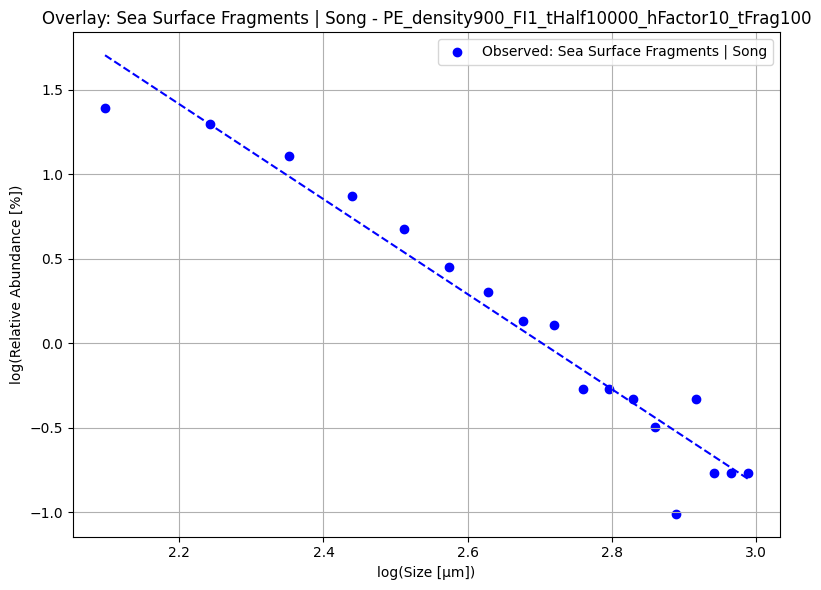 Overlay: Sea Surface Fragments | Song - PE_density900_FI1_tHalf10000_hFactor10_tFrag100
Observed: Sea Surface Fragments | Song
log(Relative Abundance [%])
1.5
1.0
0.5
0.0
−0.5
−1.0
2.2 2.4 2.6 2.8 3.0
log(Size [µm])